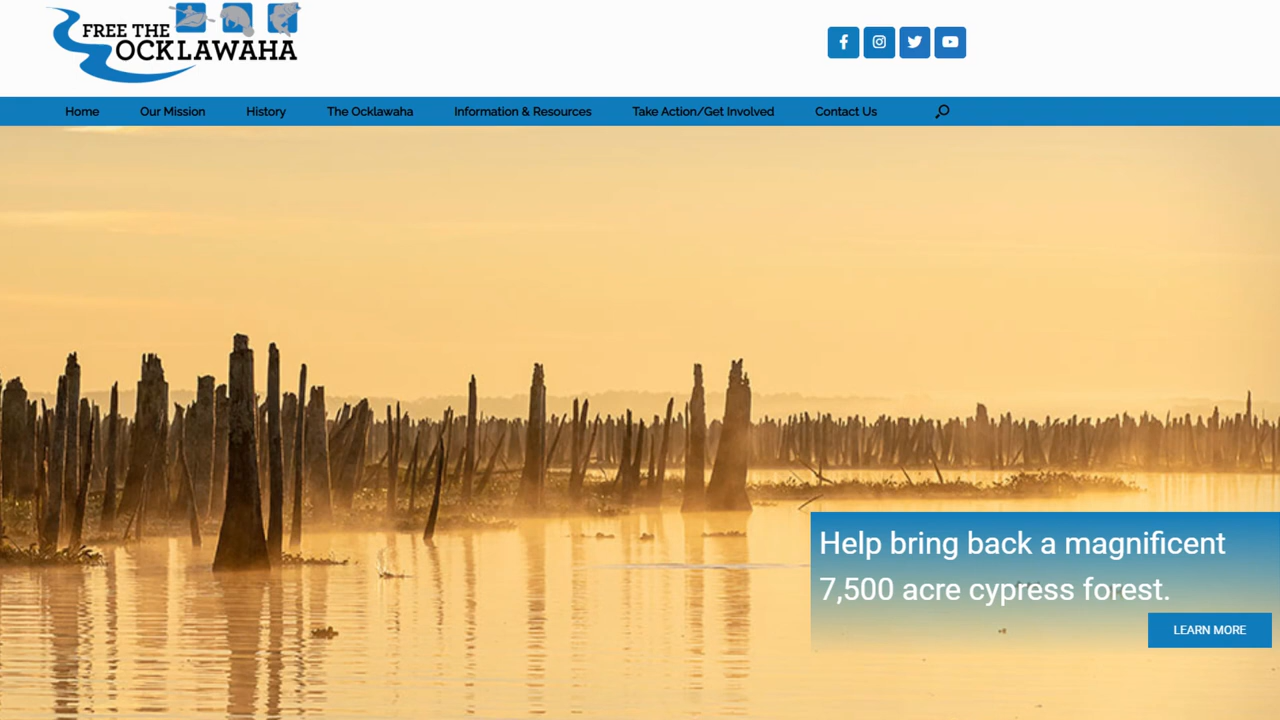 FREE THE
OCKLAWAHA
Home Our Mission History The Ocklawaha Information & Resources Take Action/Get Involved Contact Us
Help bring back a magnificent
7,500 acre cypress forest.
LEARN MORE